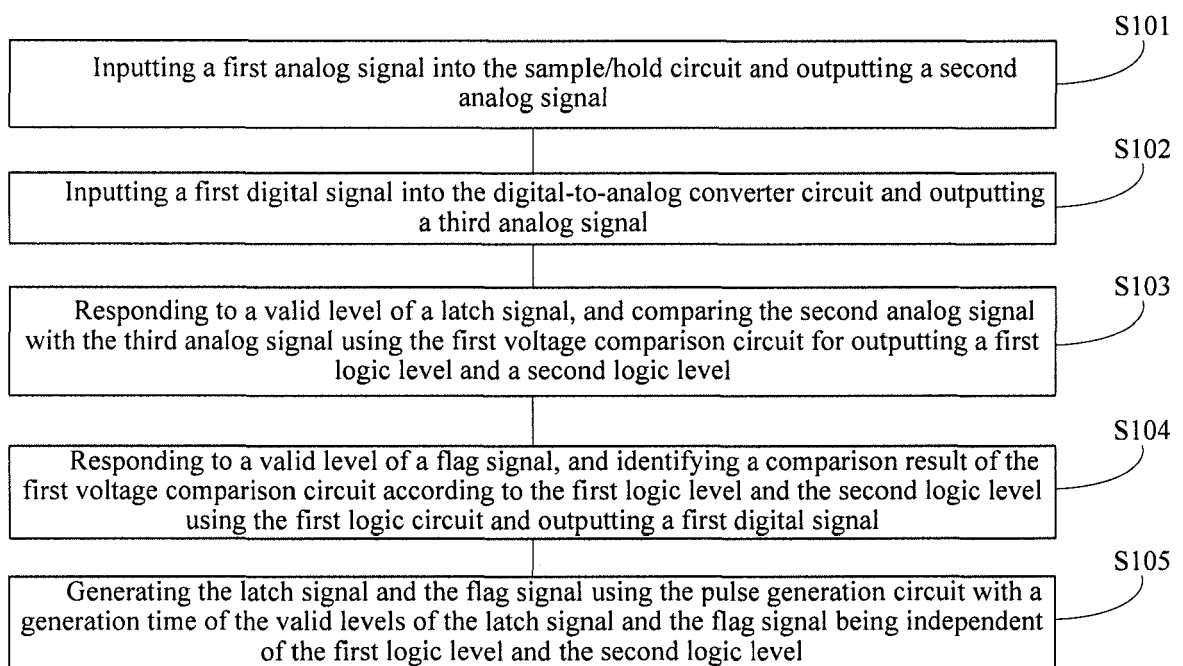 S101
Inputting a first analog signal into the sample/hold circuit and outputting a second
analog signal
S102
Inputting a first digital signal into the digital-to-analog converter circuit and outputting
a third analog signal
S103
Responding to a valid level of a latch signal, and comparing the second analog signal
with the third analog signal using the first voltage comparison circuit for outputting a first
logic level and a second logic level
S104
Responding to a valid level of a flag signal, and identifying a comparison result of the
first voltage comparison circuit according to the first logic level and the second logic level
using the first logic circuit and outputting a first digital signal
S105
Generating the latch signal and the flag signal using the pulse generation circuit with a
generation time of the valid levels of the latch signal and the flag signal being independent
of the first logic level and the second logic level